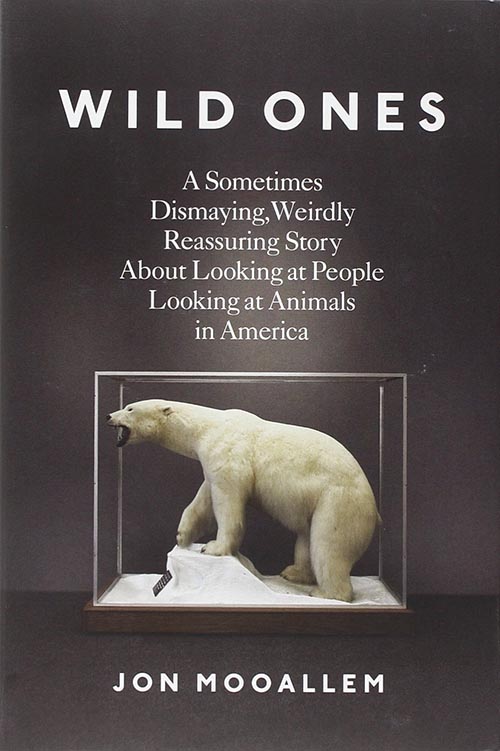 WILD ONES
A Sometimes
Dismaying, Weirdly
Reassuring Story
About Looking at People
Looking at Animals
in America
JON MOOALLEM